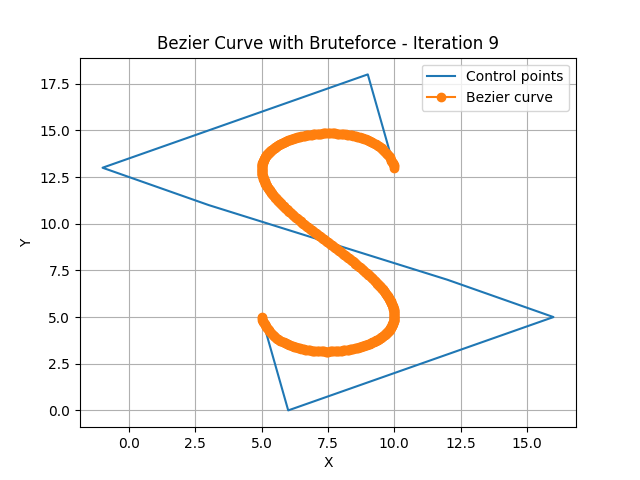 Bezier Curve with Bruteforce - Iteration 9
Control points
Bezier curve
17.5
15.0
12.5
10.0
7.5
5.0
2.5
0.0
Y
0.0 2.5 5.0 7.5 10.0 12.5 15.0
X